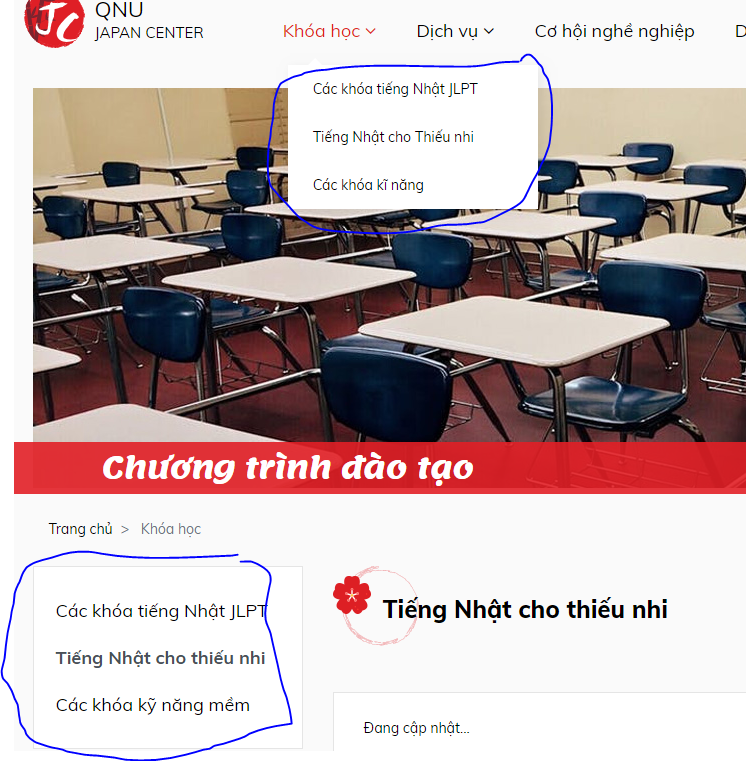 QNU
JAPAN CENTER
Khóa học
Dịch vụ
Cơ hội nghề nghiệp
Các khóa tiếng Nhật JLPT
Tiếng Nhật cho Thiếu nhi
Các khóa kĩ năng
Chương trình đào tạo
Trang chủ > Khóa học
Các khóa tiếng Nhật JLPT
Tiếng Nhật cho thiếu nhi
Các khóa kỹ năng mềm
Tiếng Nhật cho thiếu nhi
Đang cập nhật...